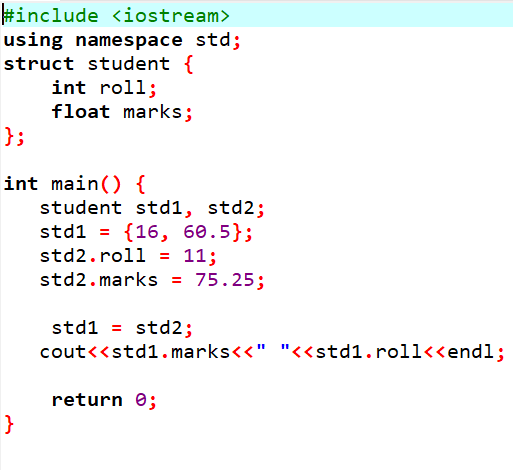 #include <iostream>
using namespace std;
struct student {
    int roll;
    float marks;
};

int main() {
   student std1, std2;
   std1 = {16, 60.5};
   std2.roll = 11;
   std2.marks = 75.25;

    std1 = std2;
   cout<<std1.marks<<" "<<std1.roll<<endl;

    return 0;
}